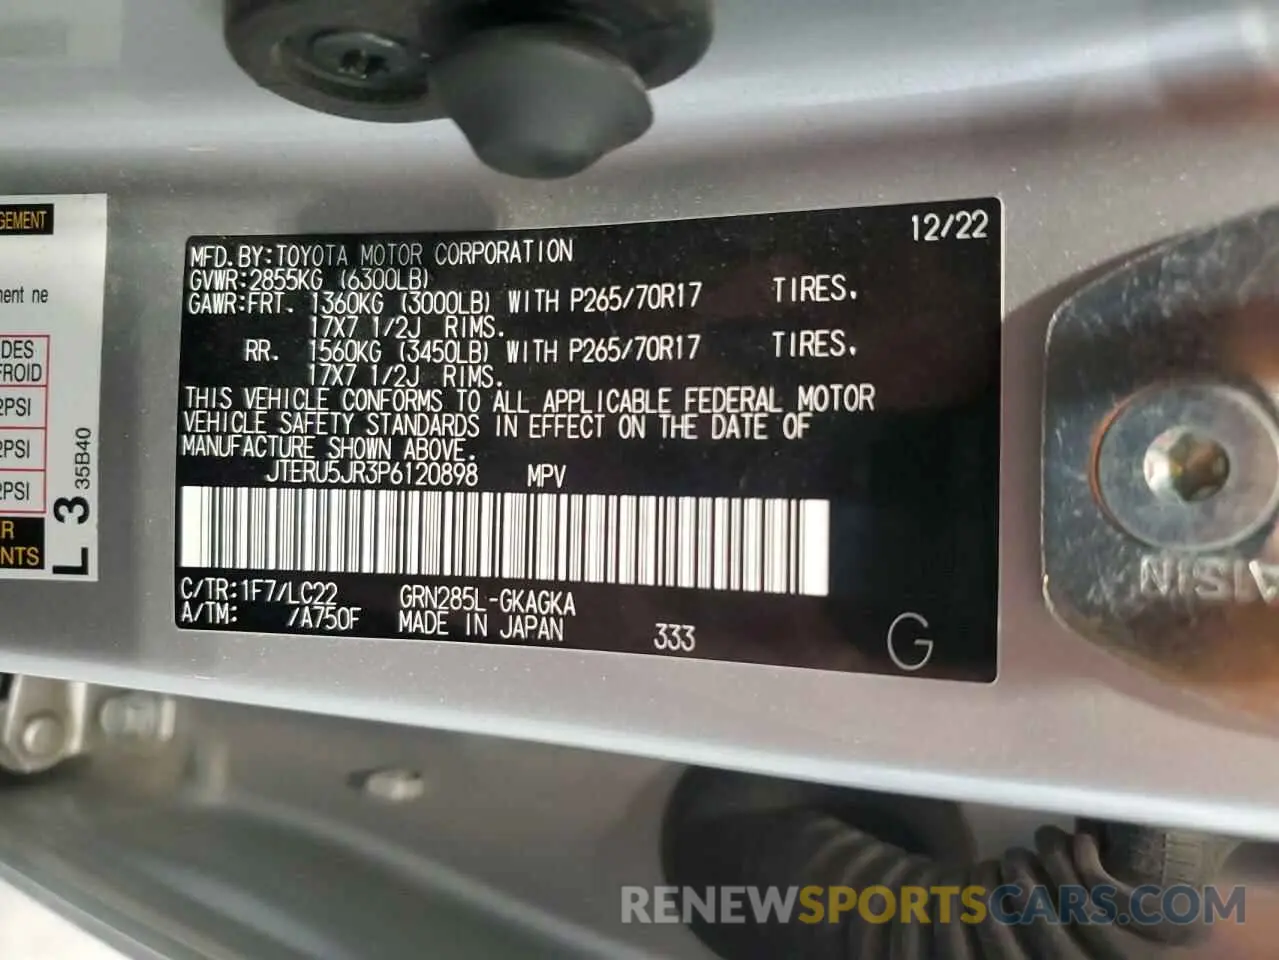 12/22
MFD.BY:TOYOTA MOTOR CORPORATION
GVWR:2855KG (6300LB)
GAWR:FRT. 1360KG (3000LB) WITH P265/70R17 TIRES.
17X7 1/2J RIMS.
RR. 1560KG (3450LB) WITH P265/70R17 TIRES.
17X7 1/2J RIMS.
THIS VEHICLE CONFORMS TO ALL APPLICABLE FEDERAL MOTOR
VEHICLE SAFETY STANDARDS IN EFFECT ON THE DATE OF
MANUFACTURE SHOWN ABOVE.
JTERU5JR3P6120898 MPV
C/TR:1F7/LC22 GRN285L-GKAGKA
A/TM: /A750F MADE IN JAPAN 333
G
GEMENT
ment ne
DES
FROID
2PSI
2PSI
2PSI
R
NTS
L 3 35B40
AISIN
RENEWSPORTSCARS.COM